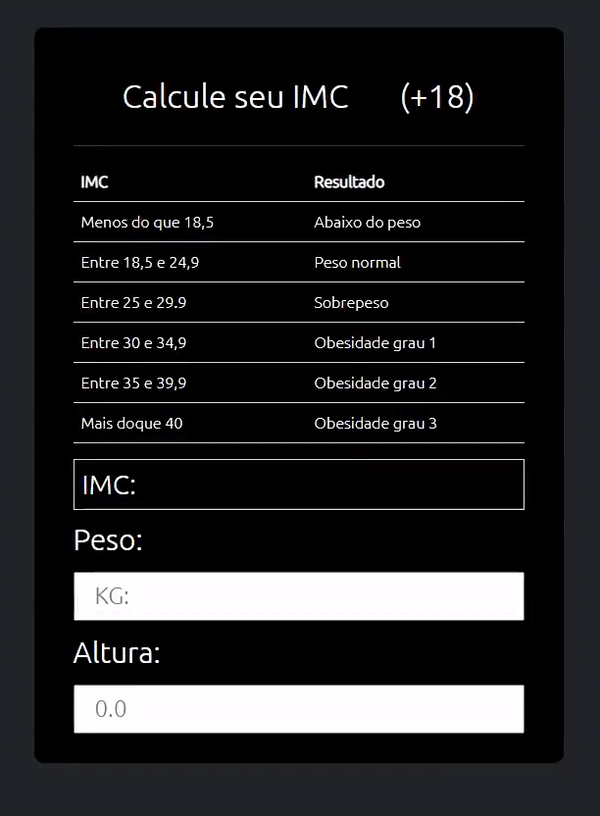 Calcule seu IMC (+18)
IMC Resultado
Menos do que 18,5 Abaixo do peso
Entre 18,5 e 24,9 Peso normal
Entre 25 e 29.9 Sobrepeso
Entre 30 e 34,9 Obesidade grau 1
Entre 35 e 39,9 Obesidade grau 2
Mais doque 40 Obesidade grau 3
IMC:
Peso:
KG:
Altura:
0.0